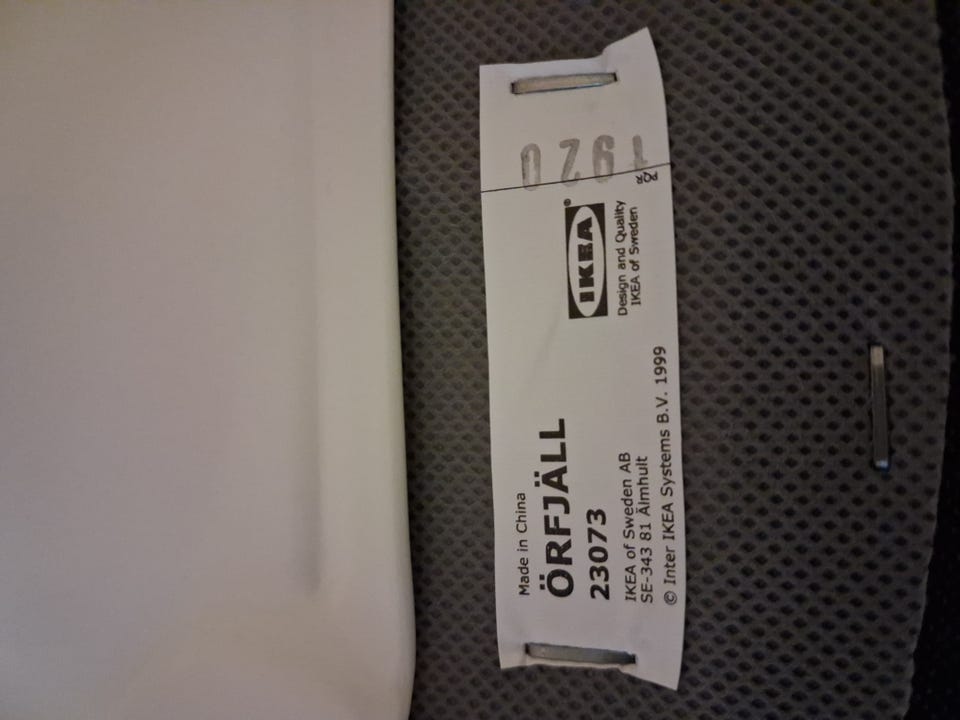 Made in China
ÖRFJÄLL
23073
IKEA of Sweden AB
SE-343 81 Älmhult
© Inter IKEA Systems B.V. 1999
IKEA®
Design and Quality
IKEA of Sweden
PQR
1920